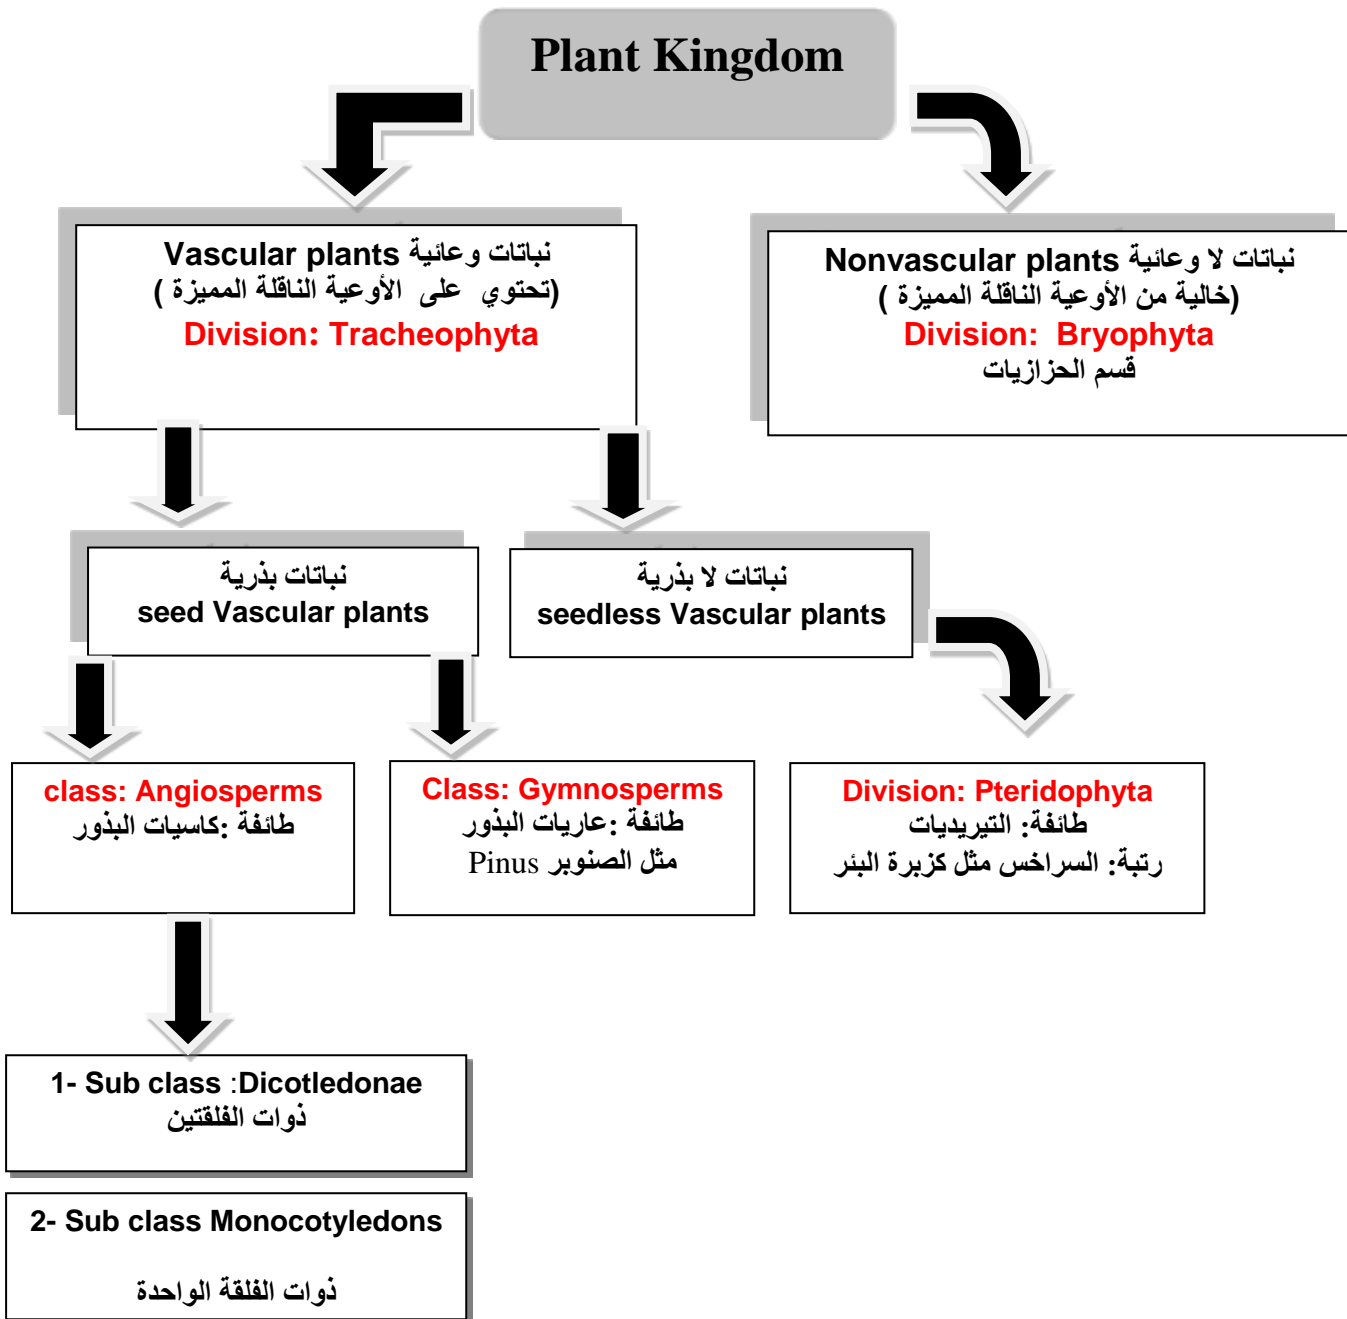 Plant Kingdom
نباتات وعائية Vascular plants
(تحتوي على الأوعية الناقلة المميزة )
Division: Tracheophyta
نباتات لا وعائية Nonvascular plants
(خالية من الأوعية الناقلة المميزة )
Division: Bryophyta
قسم الحزازيات
نباتات بذرية
seed Vascular plants
نباتات لا بذرية
seedless Vascular plants
class: Angiosperms
طائفة :كاسيات البذور
Class: Gymnosperms
طائفة :عاريات البذور
مثل الصنوبر Pinus
Division: Pteridophyta
طائفة: التيريديات
رتبة: السراخس مثل كزبرة البئر
1- Sub class :Dicotledonae
ذوات الفلقتين
2- Sub class Monocotyledons
ذوات الفلقة الواحدة